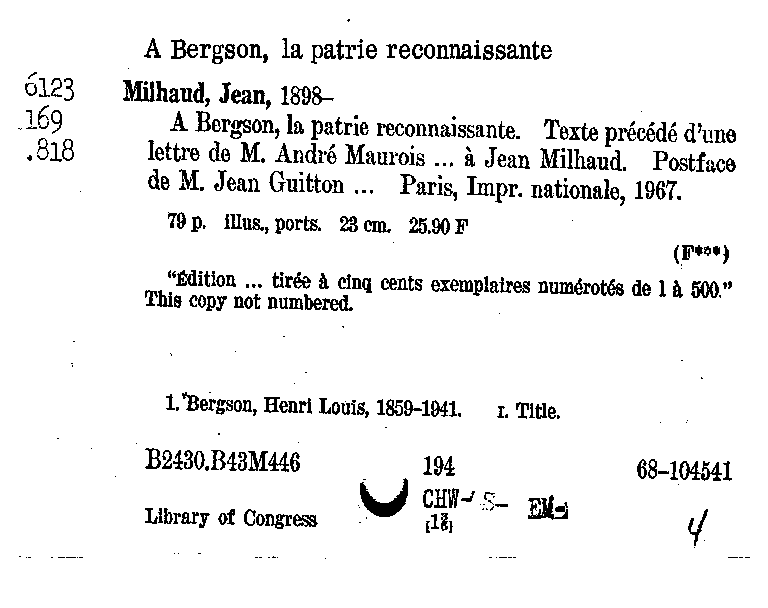 A Bergson, la patrie reconnaissante
6123
.169
.818
Milhaud, Jean, 1898–
A Bergson, la patrie reconnaissante. Texte précédé d'une
lettre de M. André Maurois ... à Jean Milhaud. Postface
de M. Jean Guitton ... Paris, Impr. nationale, 1967.
79 p. illus., ports. 23 cm. 25.90 F
(F***)
"Édition ... tirée à cinq cents exemplaires numérotés de 1 à 500."
This copy not numbered.
1. Bergson, Henri Louis, 1859-1941. I. Title.
B2430.B43M446 194 68-104541
Library of Congress
CHW-
S-
4